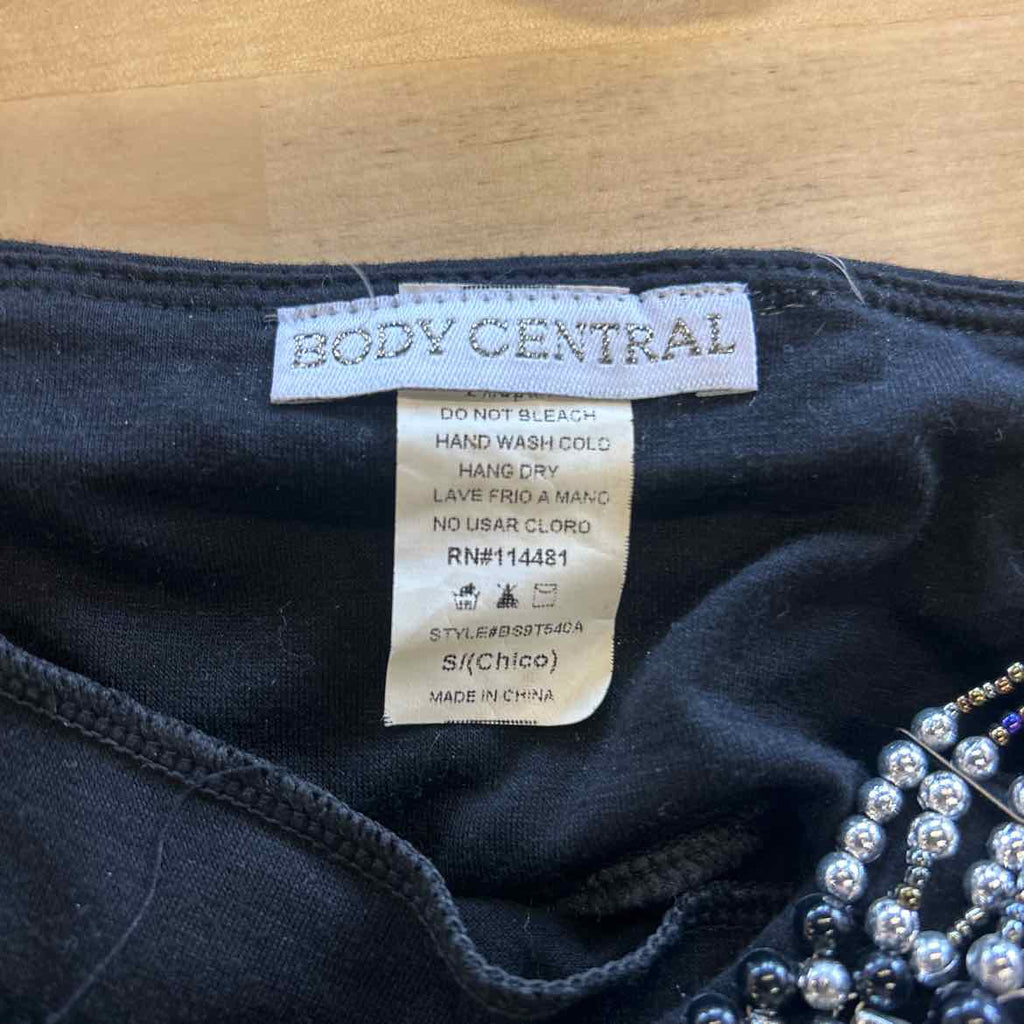 BODY CENTRAL
DO NOT BLEACH
HAND WASH COLD
HANG DRY
LAVE FRIO A MANO
NO USAR CLORO
RN#114481
STYLE#BS9T540A
S/(Chico)
MADE IN CHINA